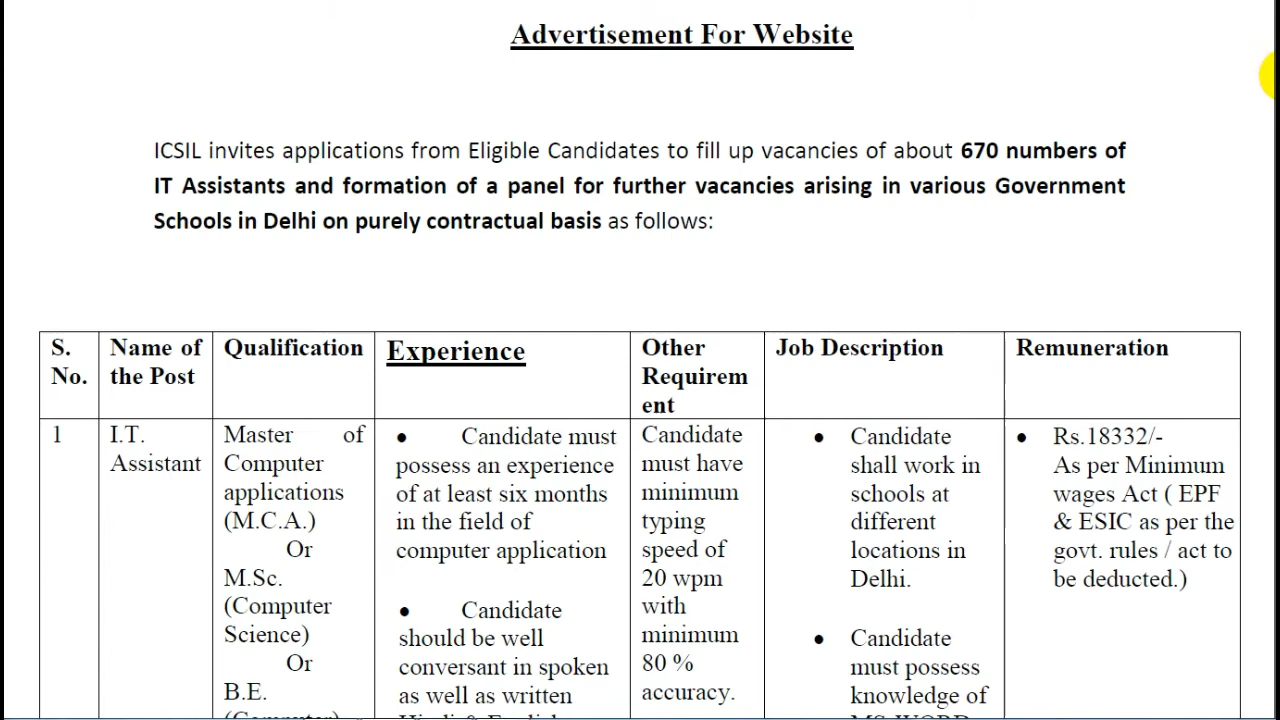 Advertisement For Website
ICSIL invites applications from Eligible Candidates to fill up vacancies of about 670 numbers of
IT Assistants and formation of a panel for further vacancies arising in various Government
Schools in Delhi on purely contractual basis as follows:
S.
No.
Name of
the Post
Qualification
Experience
Other
Requirem
ent
Job Description
Remuneration
1
I.T.
Assistant
Master of
Computer
applications
(M.C.A.)
Or
M.Sc.
(Computer
Science)
Or
B.E.
(Computer)
• Candidate must
possess an experience
of at least six months
in the field of
computer application
• Candidate
should be well
conversant in spoken
as well as written
Hindi & English
Candidate
must have
minimum
typing
speed of
20 wpm
with
minimum
80 %
accuracy.
• Candidate
shall work in
schools at
different
locations in
Delhi.
• Candidate
must possess
knowledge of
MS WORD
• Rs.18332/-
As per Minimum
wages Act ( EPF
& ESIC as per the
govt. rules / act to
be deducted.)